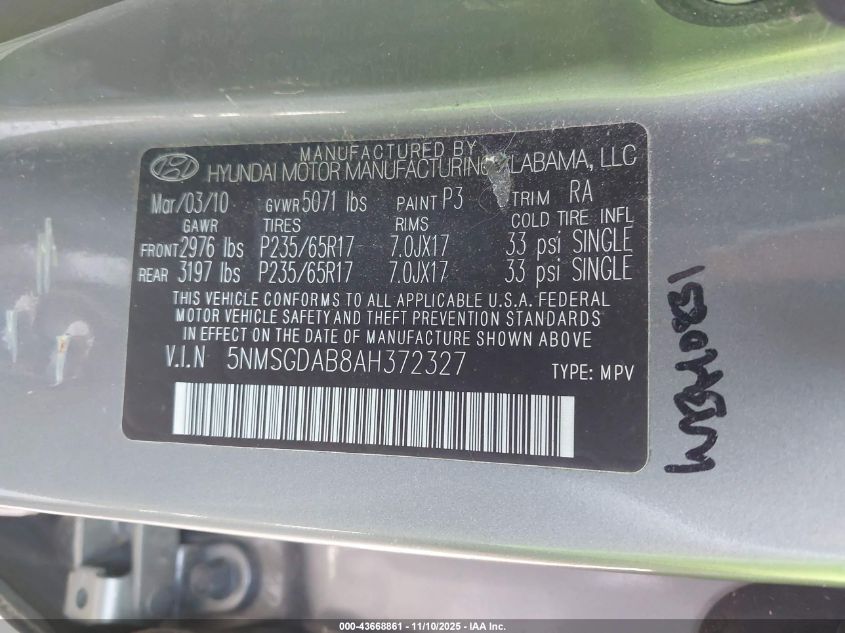 MANUFACTURED BY
HYUNDAI MOTOR MANUFACTURING ALABAMA, LLC
Mar/03/10 GVWR 5071 lbs PAINT P3 TRIM RA
GAWR TIRES RIMS COLD TIRE INFL
FRONT 2976 lbs P235/65R17 7.0JX17 33 psi SINGLE
REAR 3197 lbs P235/65R17 7.0JX17 33 psi SINGLE
THIS VEHICLE CONFORMS TO ALL APPLICABLE U.S.A. FEDERAL
MOTOR VEHICLE SAFETY AND THEFT PREVENTION STANDARDS
IN EFFECT ON THE DATE OF MANUFACTURE SHOWN ABOVE
V.I.N 5NMSGDAB8AH372327 TYPE: MPV
000-43668861 - 11/10/2025 - IAA Inc.